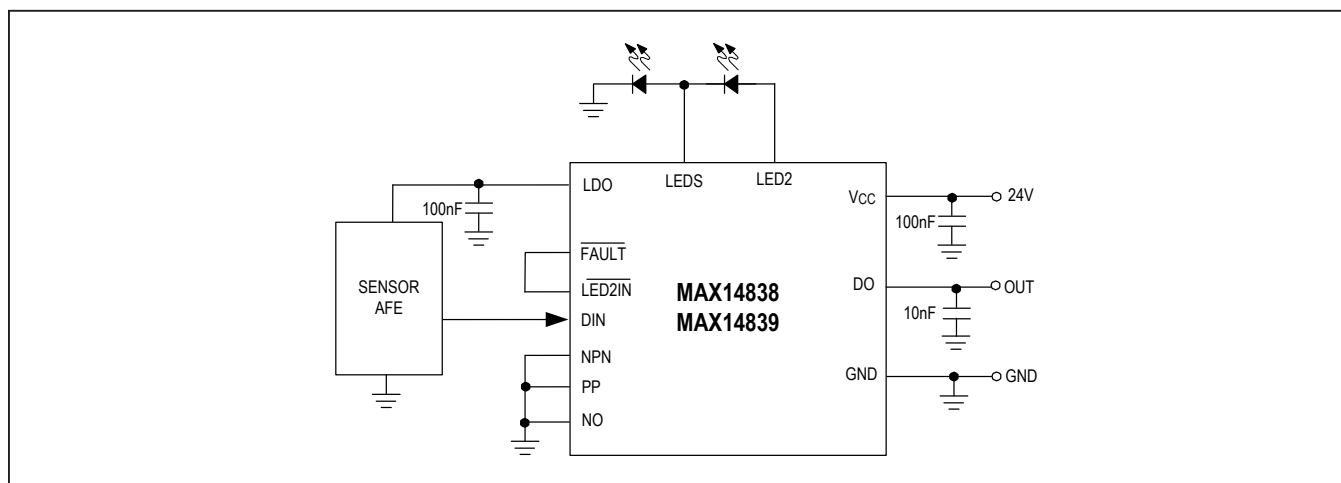 LDO
LEDS
LED2
VCC
24V
100nF
100nF
FAULT
SENSOR
AFE
LED2IN
MAX14838
MAX14839
DO
OUT
10nF
DIN
NPN
PP
NO
GND
GND